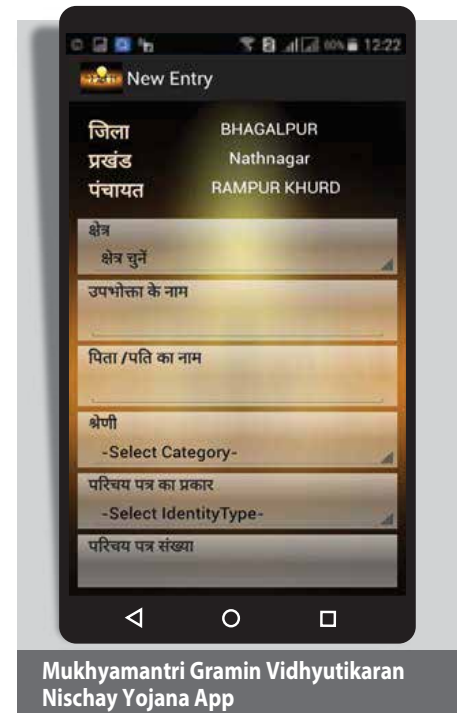 60% 12:22
New Entry
जिला BHAGALPUR
प्रखंड Nathnagar
पंचायत RAMPUR KHURD
क्षेत्र
क्षेत्र चुनें
उपभोक्ता के नाम
पिता /पति का नाम
श्रेणी
-Select Category-
परिचय पत्र का प्रकार
-Select IdentityType-
परिचय पत्र संख्या
Mukhyamantri Gramin Vidhyutikaran
Nischay Yojana App